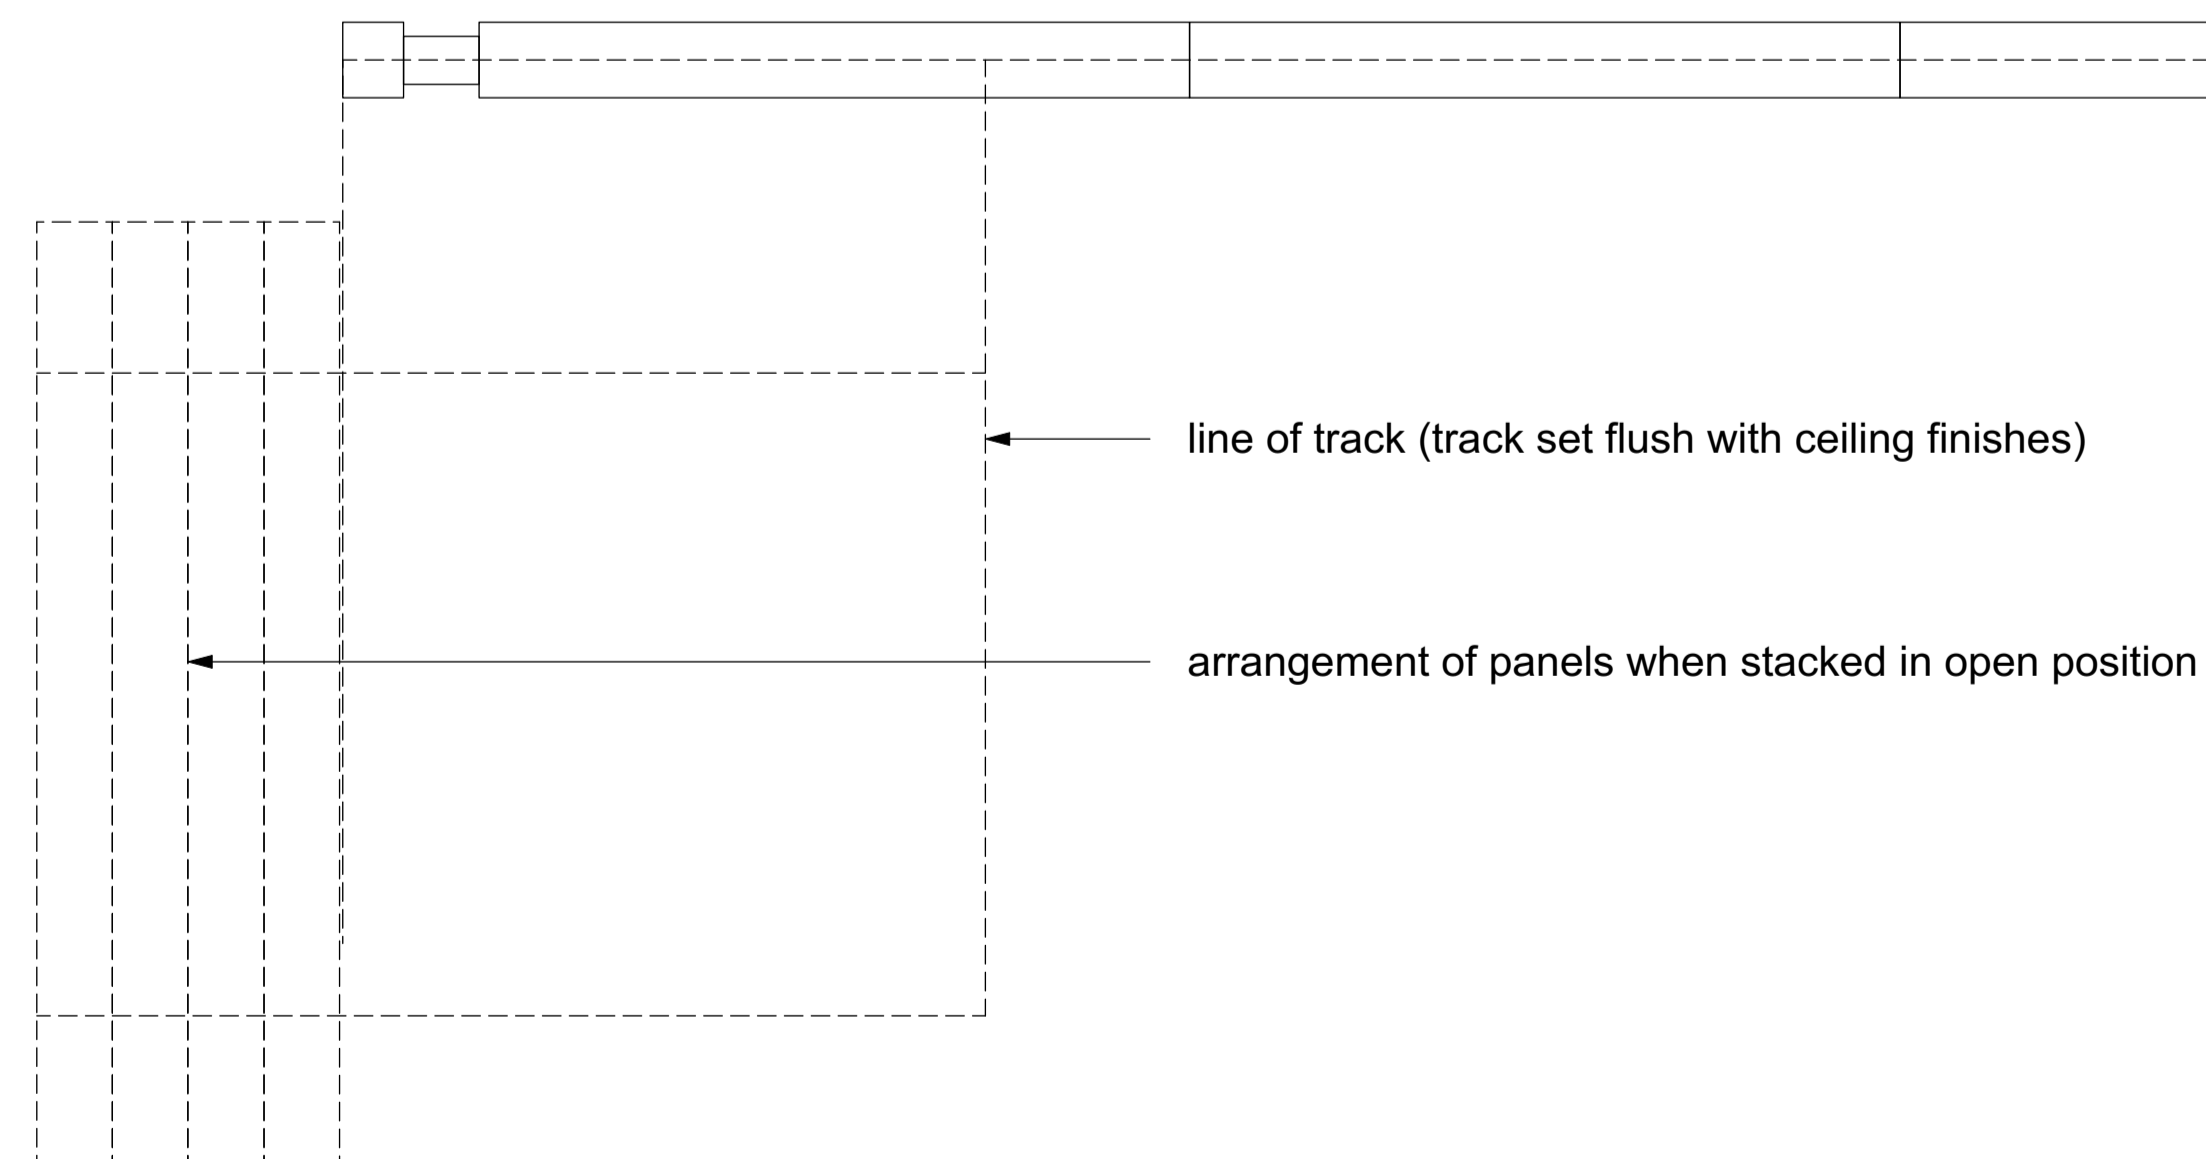 line of track (track set flush with ceiling finishes)
arrangement of panels when stacked in open position